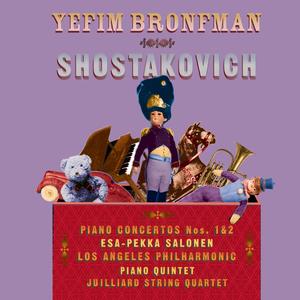 YEFIM BRONFMAN
SHOSTAKOVICH
PIANO CONCERTOS Nos. 1&2
ESA-PEKKA SALONEN
LOS ANGELES PHILHARMONIC
PIANO QUINTET
JUILLIARD STRING QUARTET